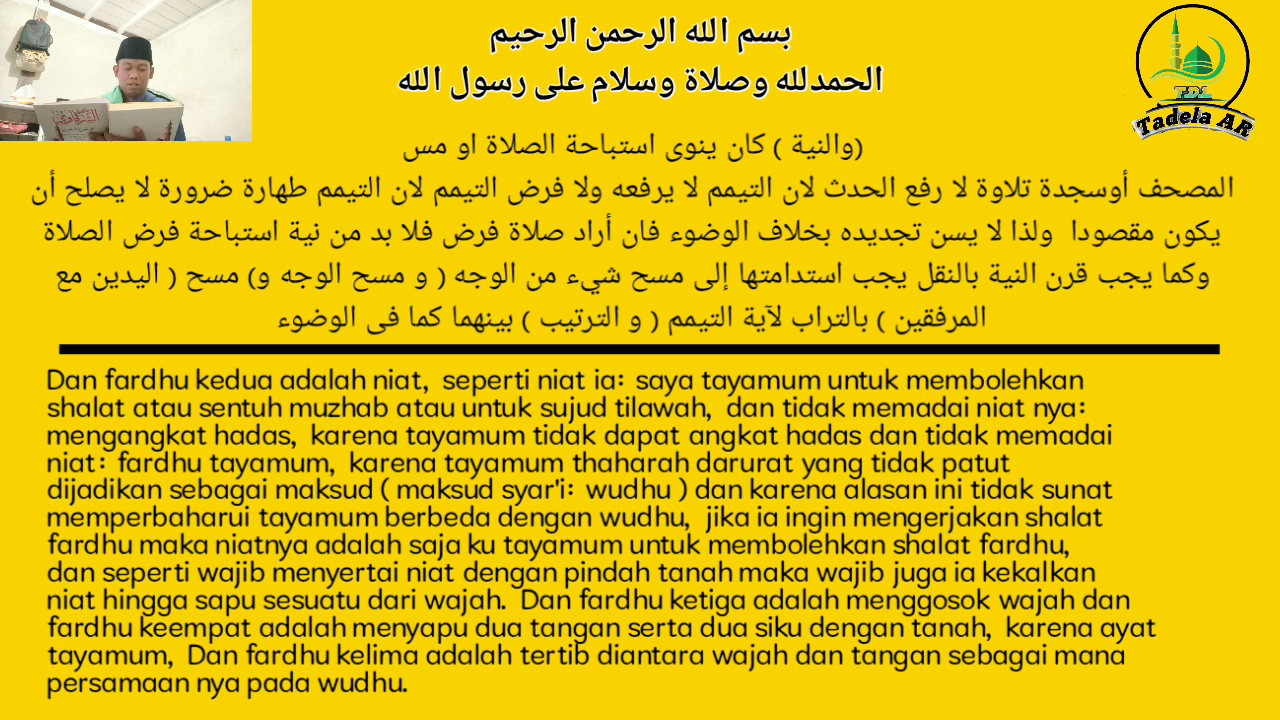 بسم الله الرحمن الرحيم
الحمدلله وصلاة وسلام على رسول الله
TDL
Tadela AR
(والنية ) كان ينوى استباحة الصلاة او مس
المصحف أوسجدة تلاوة لا رفع الحدث لان التيمم لا يرفعه ولا فرض التيمم لان التيمم طهارة ضرورة لا يصلح أن
يكون مقصودا ولذا لا يسن تجديده بخلاف الوضوء فان أراد صلاة فرض فلا بد من نية استباحة فرض الصلاة
وكما يجب قرن النية بالنقل يجب استدامتها إلى مسح شيء من الوجه ( و مسح الوجه و) مسح ( اليدين مع
المرفقين ) بالتراب لآية التيمم ( و الترتيب ) بينهما كما فى الوضوء
Dan fardhu kedua adalah niat, seperti niat ia: saya tayamum untuk membolehkan
shalat atau sentuh muzhab atau untuk sujud tilawah, dan tidak memadai niat nya:
mengangkat hadas, karena tayamum tidak dapat angkat hadas dan tidak memadai
niat: fardhu tayamum, karena tayamum thaharah darurat yang tidak patut
dijadikan sebagai maksud ( maksud syar'i: wudhu ) dan karena alasan ini tidak sunat
memperbaharui tayamum berbeda dengan wudhu, jika ia ingin mengerjakan shalat
fardhu maka niatnya adalah saja ku tayamum untuk membolehkan shalat fardhu,
dan seperti wajib menyertai niat dengan pindah tanah maka wajib juga ia kekalkan
niat hingga sapu sesuatu dari wajah. Dan fardhu ketiga adalah menggosok wajah dan
fardhu keempat adalah menyapu dua tangan serta dua siku dengan tanah, karena ayat
tayamum, Dan fardhu kelima adalah tertib diantara wajah dan tangan sebagai mana
persamaan nya pada wudhu.